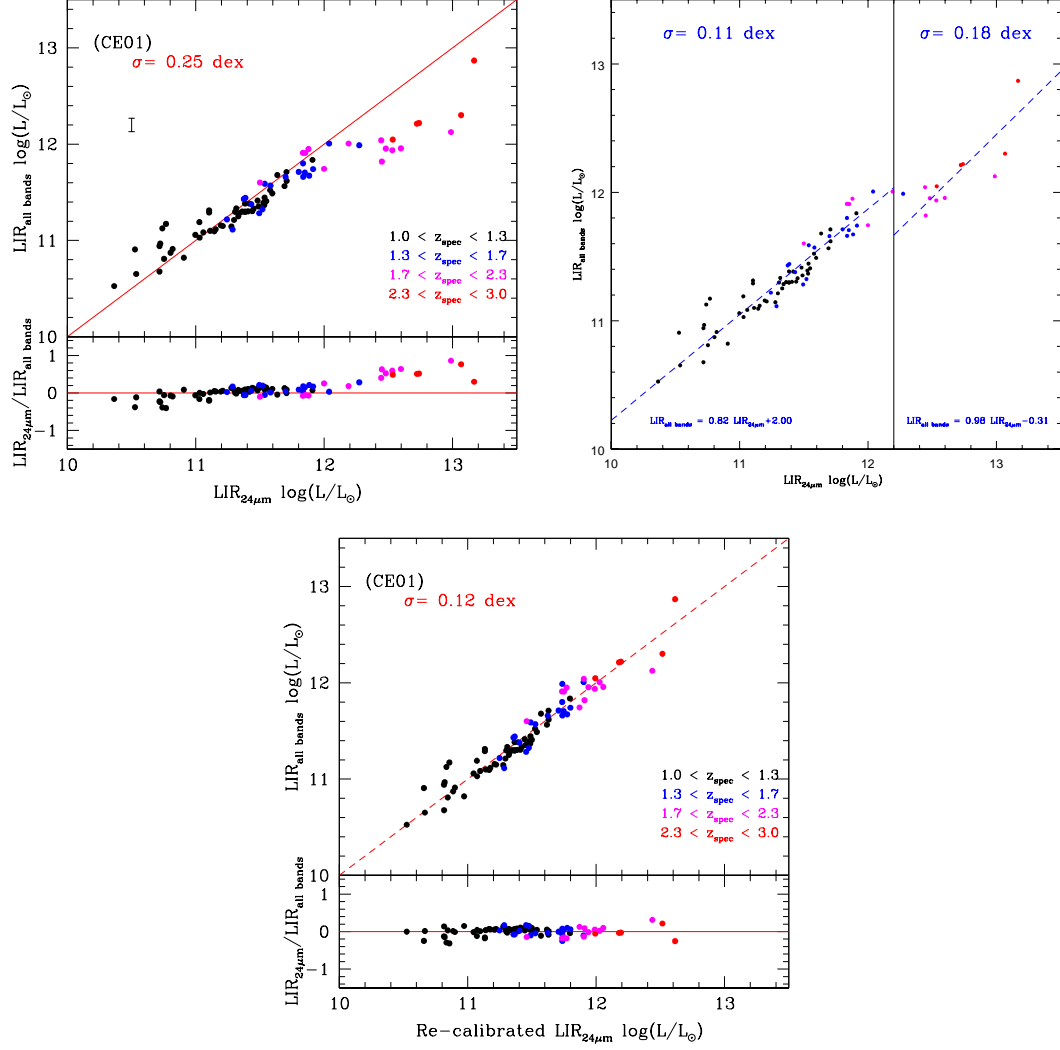 (CE01)
σ= 0.25 dex
13
12
11
10
LIR_all bands log(L/L⊙)
1.0 < z_spec < 1.3
1.3 < z_spec < 1.7
1.7 < z_spec < 2.3
2.3 < z_spec < 3.0
1
0
−1
LIR_24μm/LIR_all bands
10 11 12 13
LIR_24μm log(L/L⊙)
σ= 0.11 dex
σ= 0.18 dex
13
12
11
10
LIR_all bands log(L/L⊙)
LIR_all bands = 0.82 LIR_24μm+2.00
LIR_all bands = 0.98 LIR_24μm−0.31
10 11 12 13
LIR_24μm log(L/L⊙)
(CE01)
σ= 0.12 dex
13
12
11
10
LIR_all bands log(L/L⊙)
1.0 < z_spec < 1.3
1.3 < z_spec < 1.7
1.7 < z_spec < 2.3
2.3 < z_spec < 3.0
1
0
−1
LIR_24μm/LIR_all bands
10 11 12 13
Re−calibrated LIR_24μm log(L/L⊙)